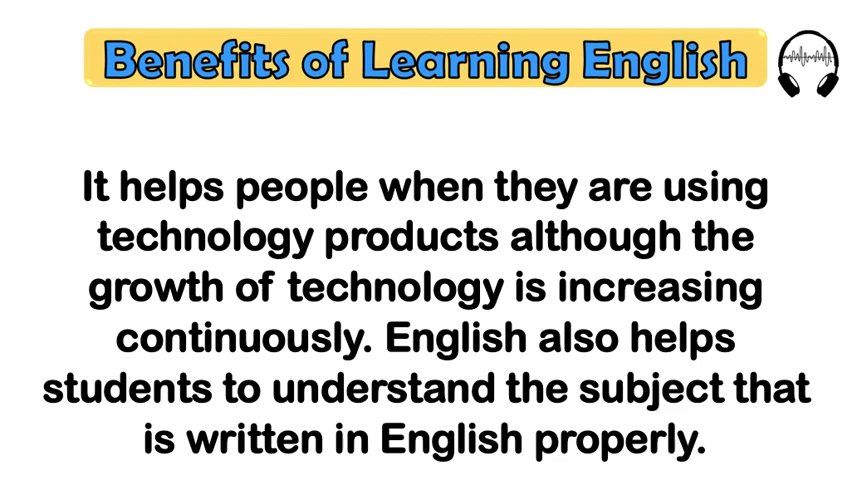 Benefits of Learning English
It helps people when they are using
technology products although the
growth of technology is increasing
continuously. English also helps
students to understand the subject that
is written in English properly.